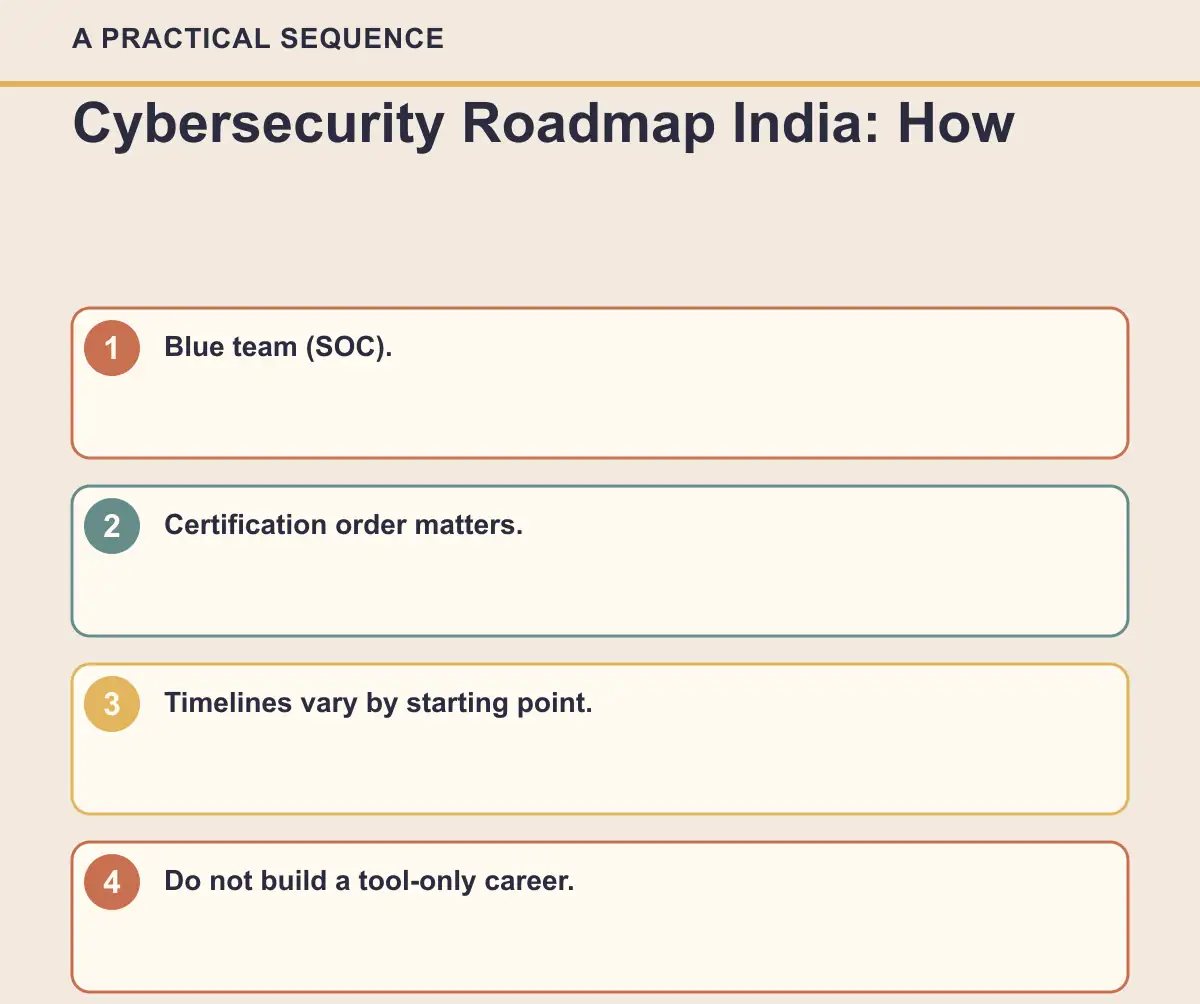 A PRACTICAL SEQUENCE
Cybersecurity Roadmap India: How
1 Blue team (SOC).
2 Certification order matters.
3 Timelines vary by starting point.
4 Do not build a tool-only career.